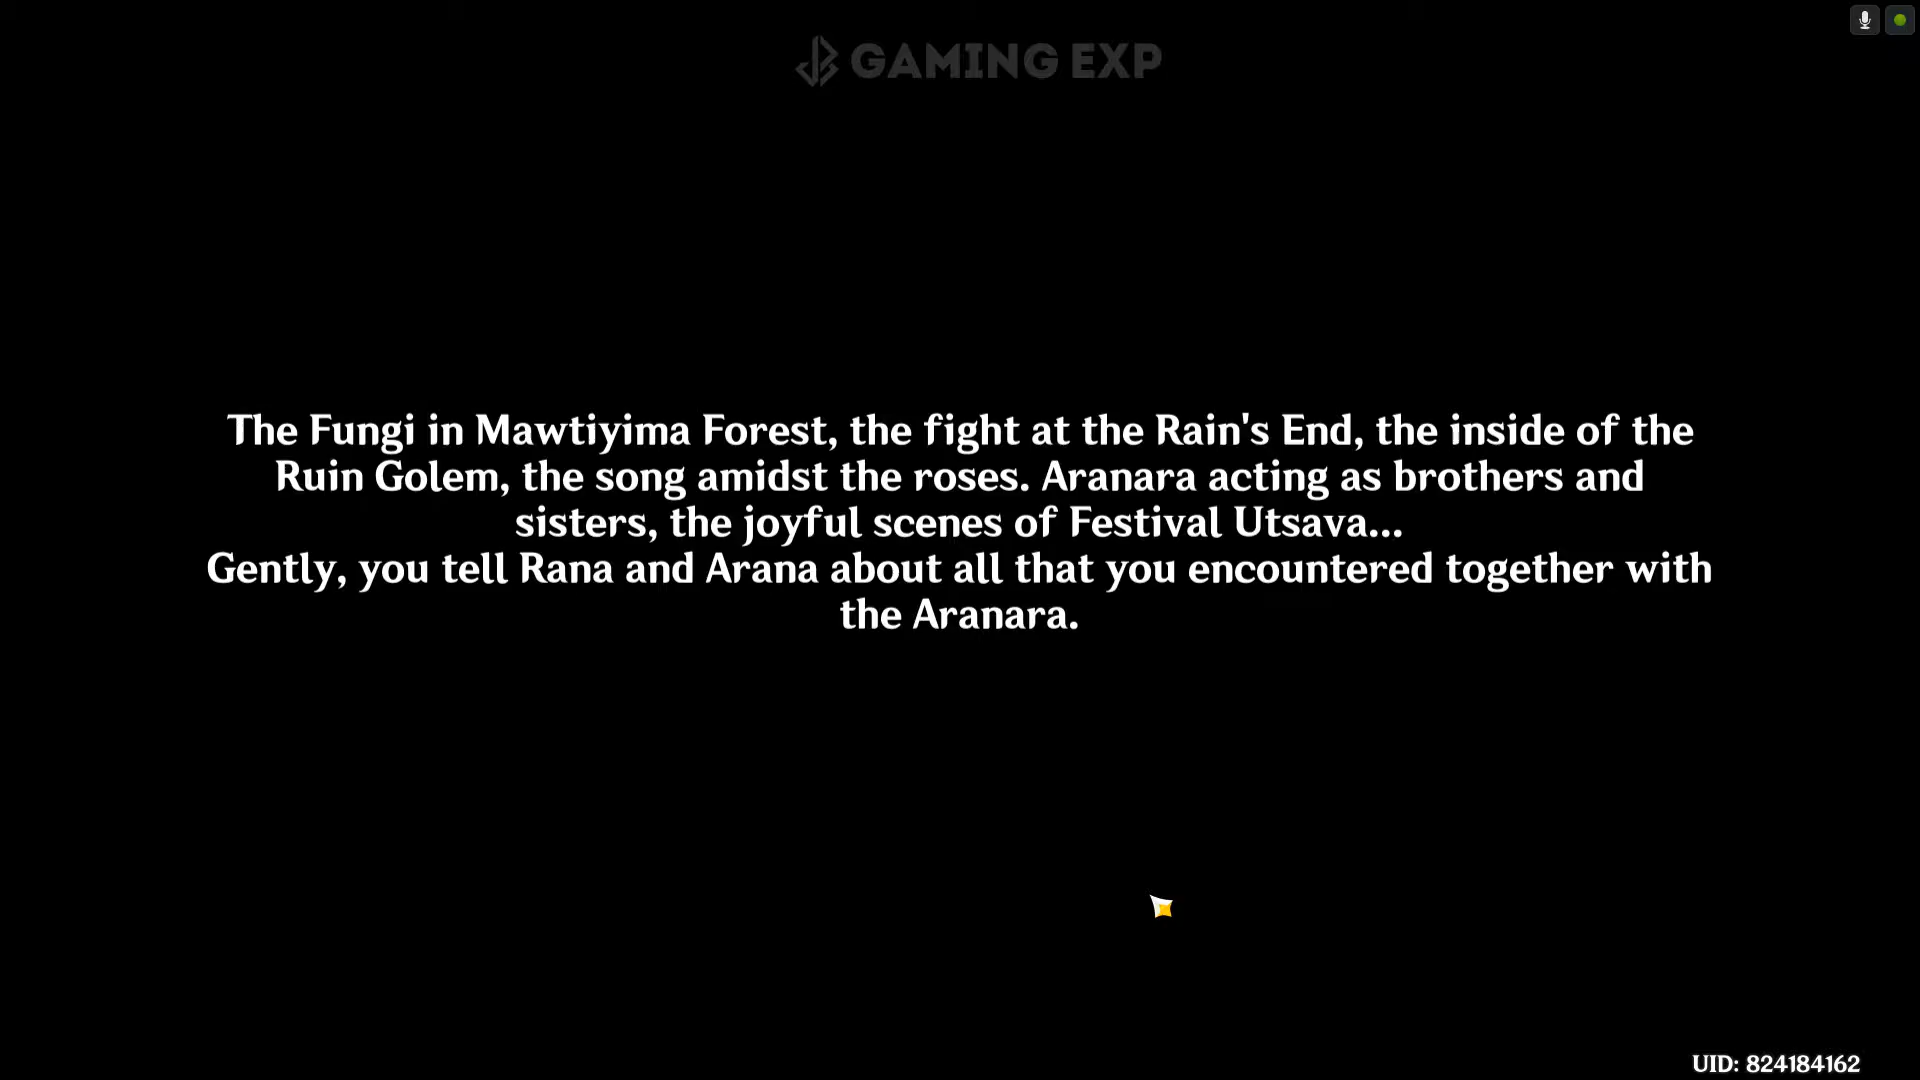 GAMING EXP
The Fungi in Mawtiyima Forest, the fight at the Rain's End, the inside of the
Ruin Golem, the song amidst the roses. Aranara acting as brothers and
sisters, the joyful scenes of Festival Utsava...
Gently, you tell Rana and Arana about all that you encountered together with
the Aranara.
UID: 824184162